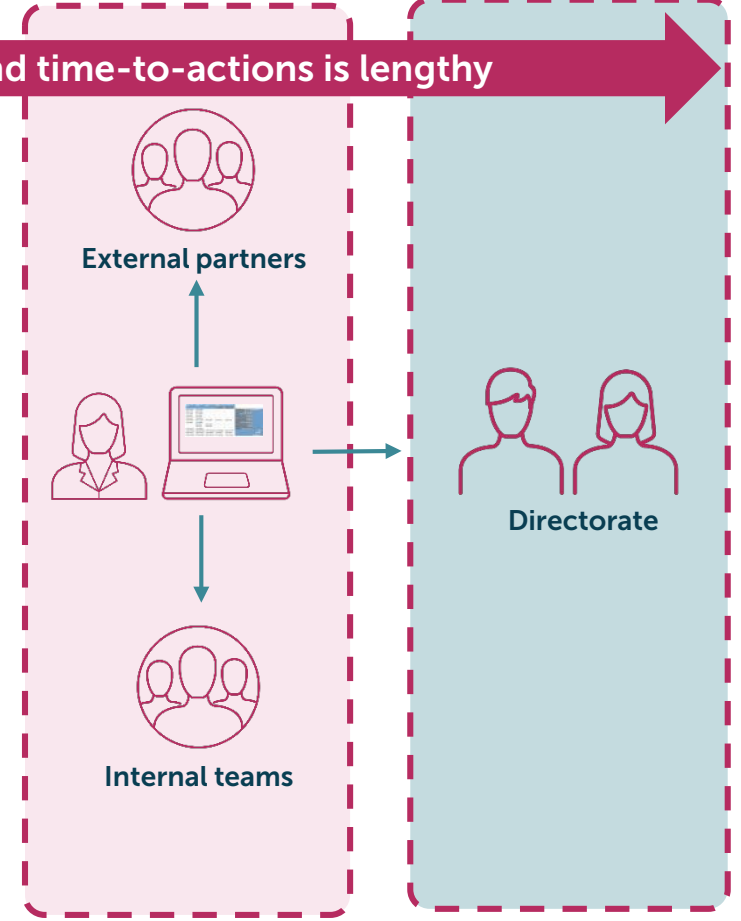 nd time-to-actions is lengthy
External partners
Directorate
Internal teams